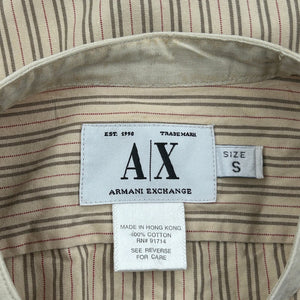 EST. 1990 TRADEMARK
A|X
ARMANI EXCHANGE
SIZE
S
MADE IN HONG KONG
100% COTTON
RN# 91714
SEE REVERSE
FOR CARE